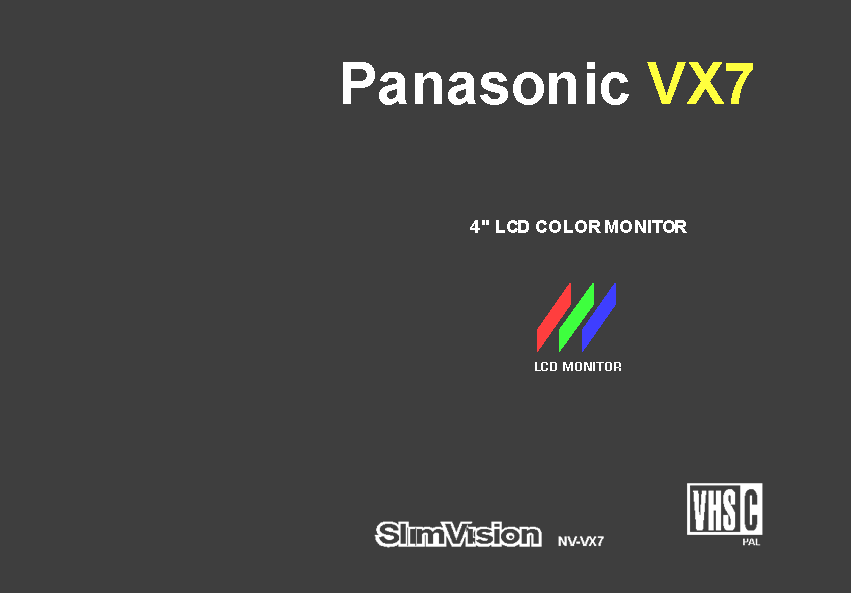 Panasonic VX7
4" LCD COLOR MONITOR
LCD MONITOR
VHS C
PAL
SlimVision NV-VX7